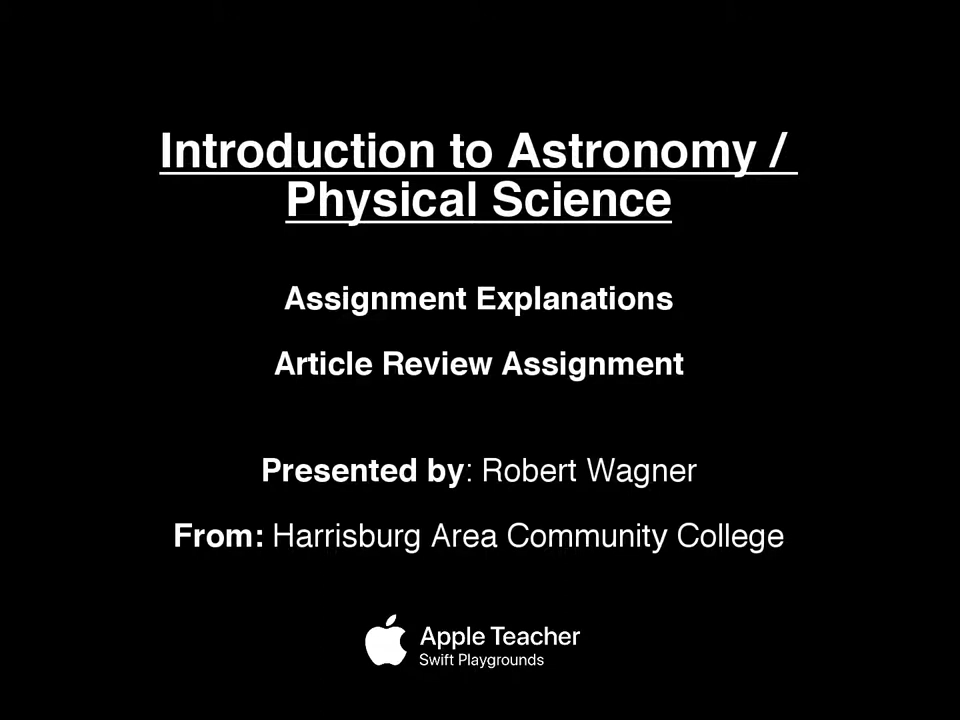 Introduction to Astronomy /
Physical Science
Assignment Explanations
Article Review Assignment
Presented by: Robert Wagner
From: Harrisburg Area Community College
Apple Teacher
Swift Playgrounds